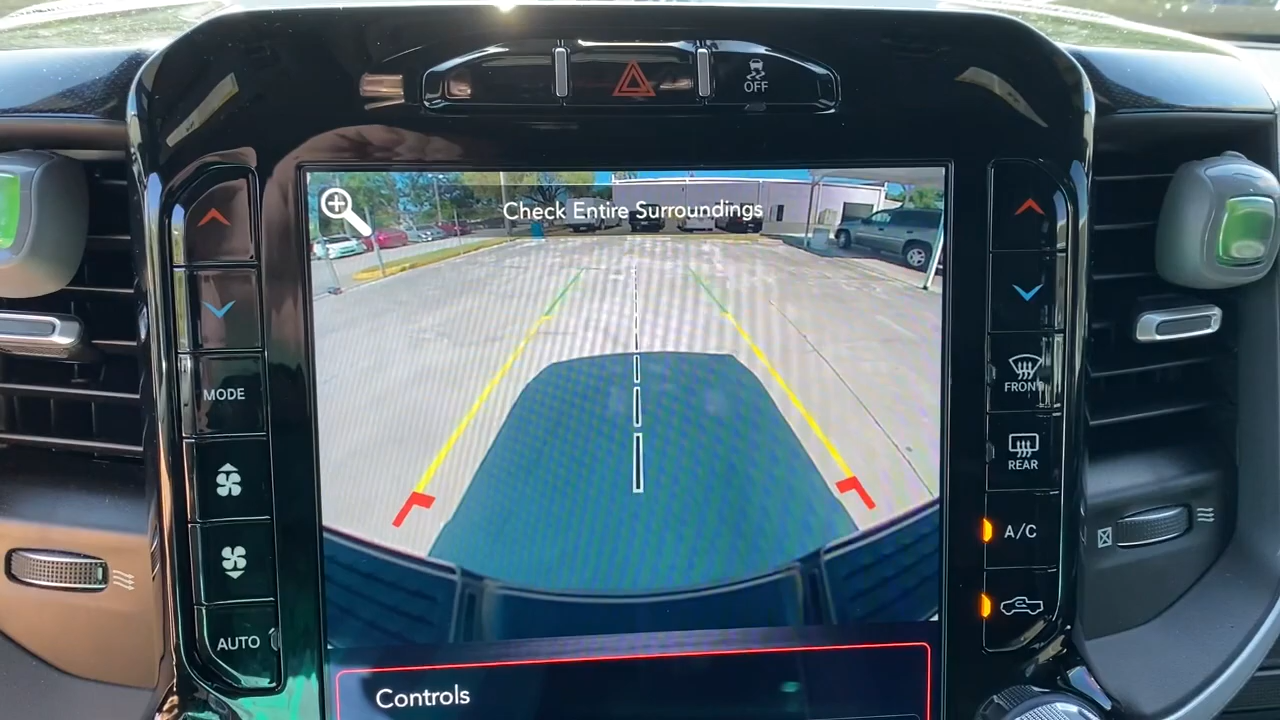 OFF
Check Entire Surroundings
MODE
FRONT
REAR
A/C
AUTO
Controls